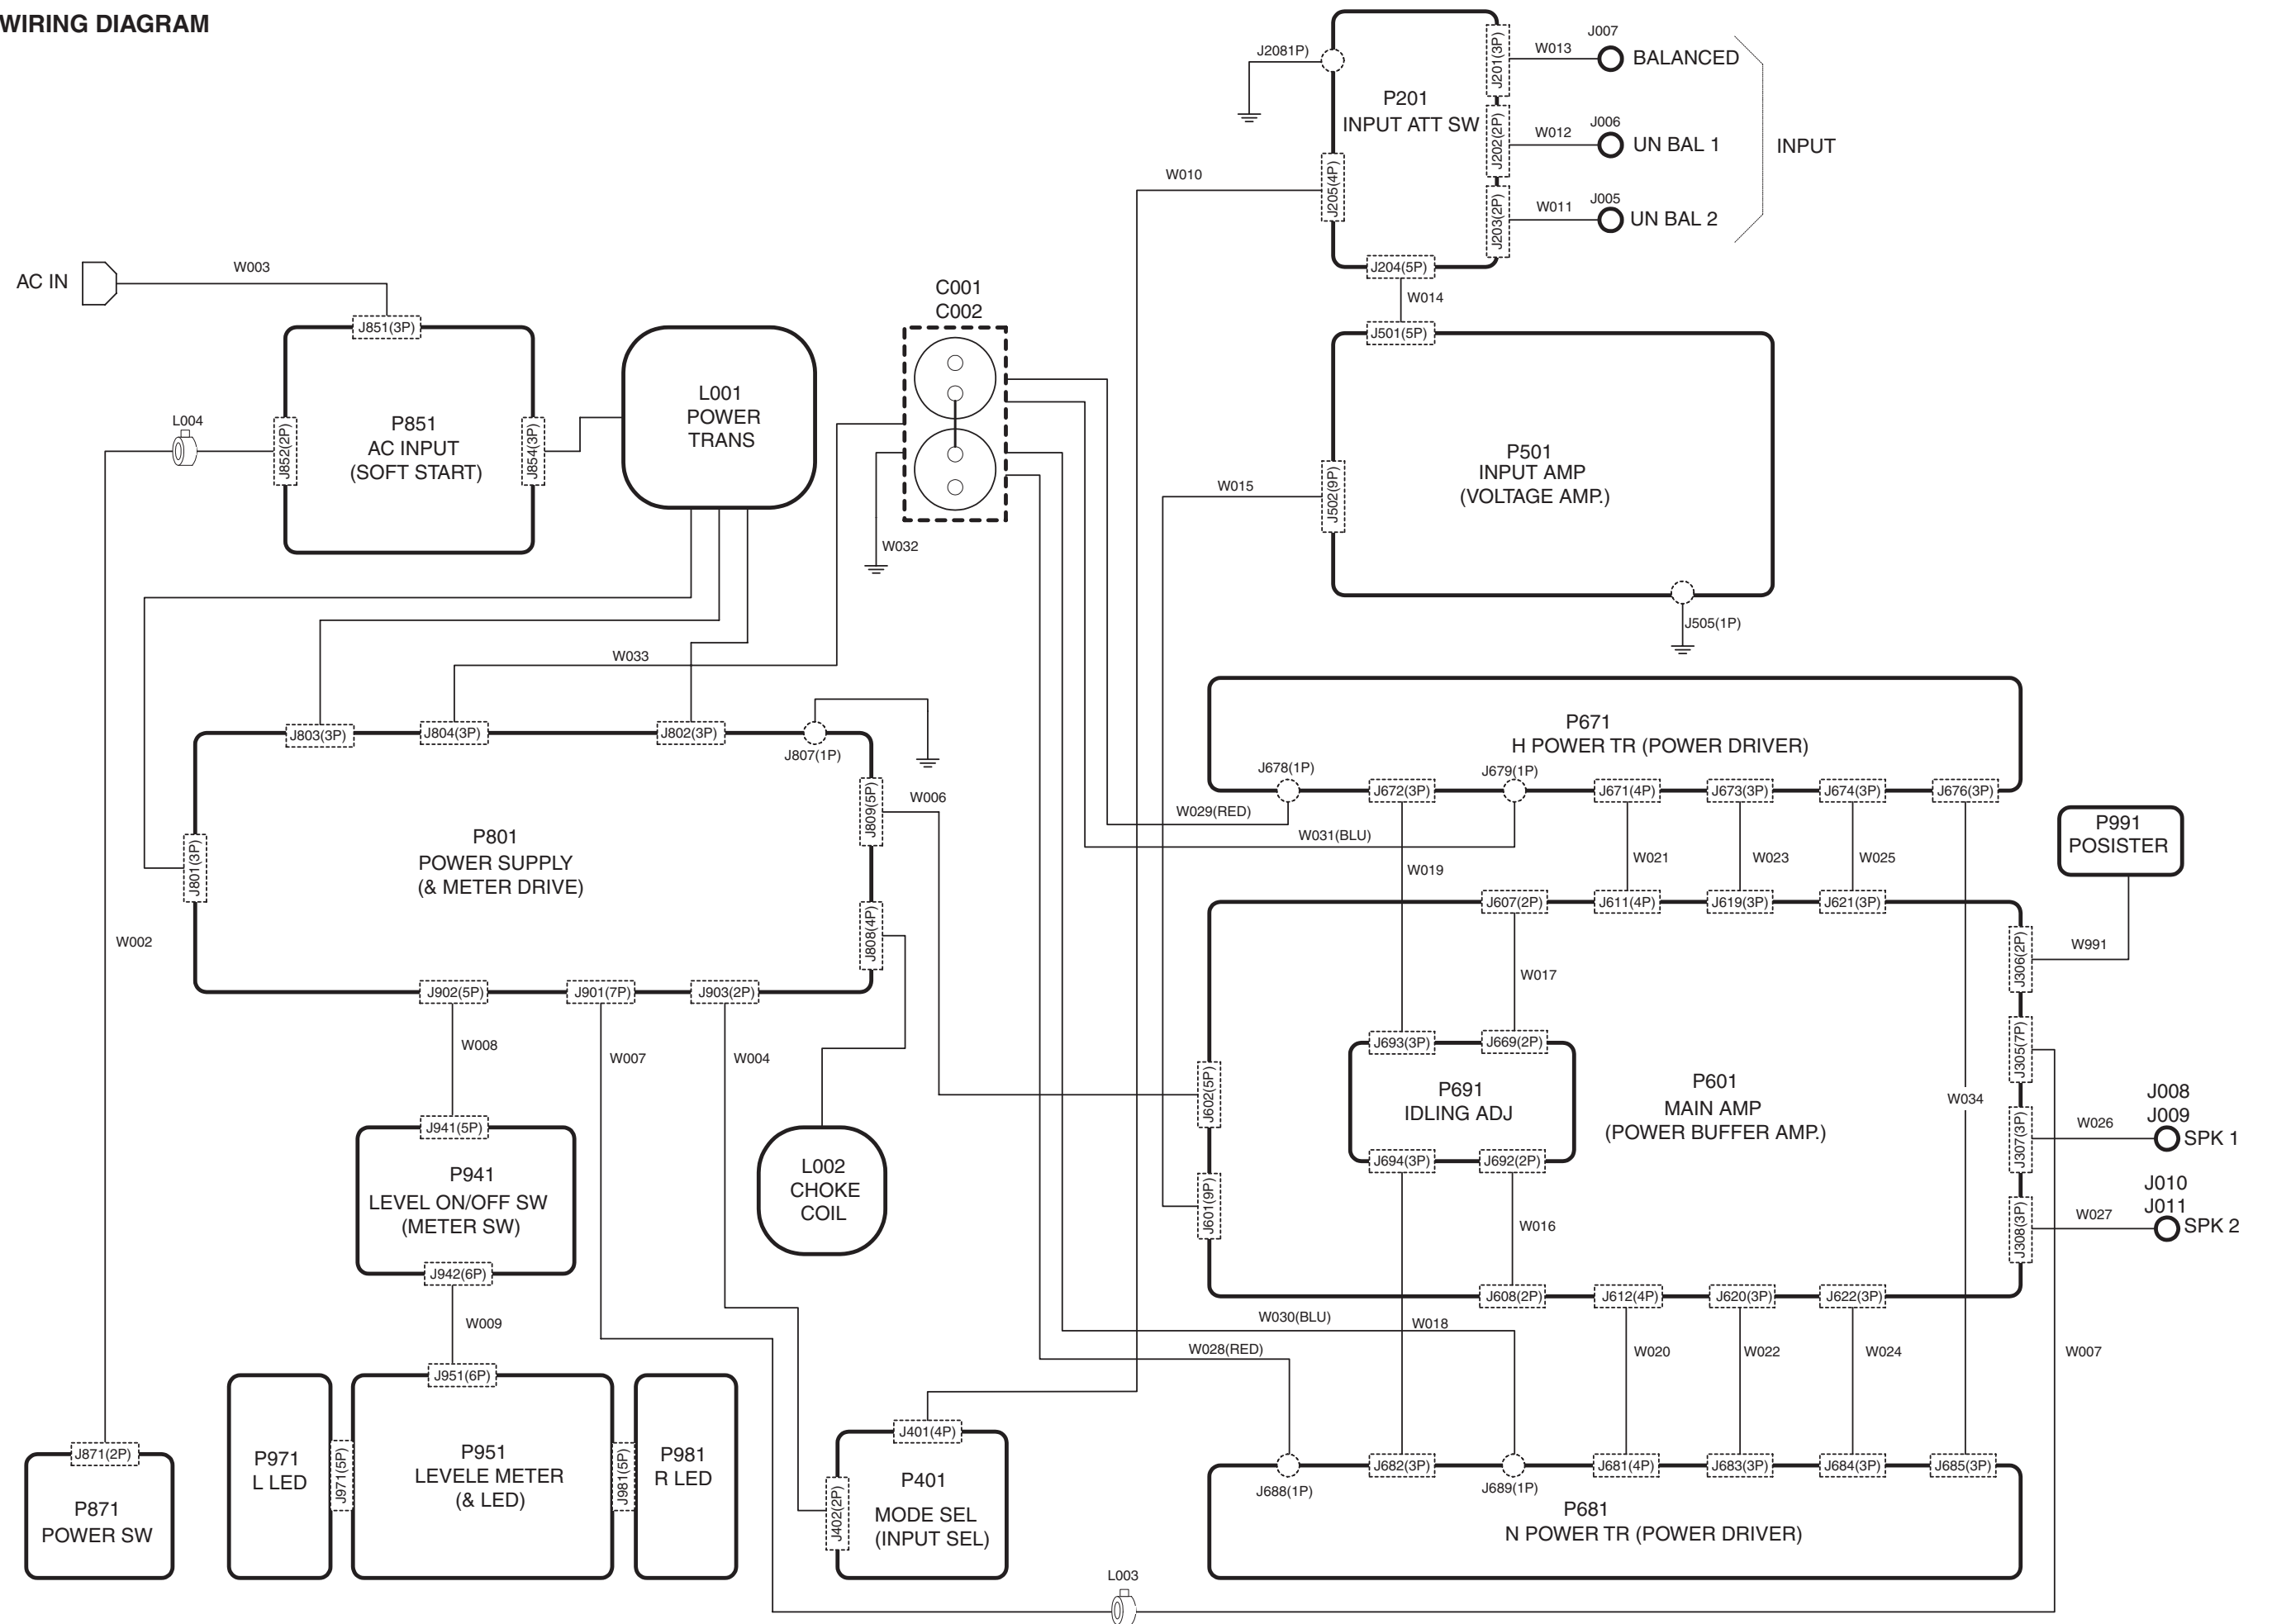 WIRING DIAGRAM
J2081P)
P201
INPUT ATT SW
J201(3P)
J202(2P)
J203(2P)
J205(4P)
J204(5P)
W013
J007
BALANCED
W012
J006
UN BAL 1
W011
J005
UN BAL 2
INPUT
W010
W014
AC IN
W003
J851(3P)
P851
AC INPUT
(SOFT START)
J852(2P)
J854(3P)
L004
L001
POWER
TRANS
C001
C002
W032
W033
J501(5P)
P501
INPUT AMP
(VOLTAGE AMP.)
J502(9P)
W015
J505(1P)
J803(3P)
J804(3P)
J802(3P)
J807(1P)
P801
POWER SUPPLY
(& METER DRIVE)
J801(3P)
J809(5P)
J808(4P)
W006
W002
J902(5P)
J901(7P)
J903(2P)
W008
W007
W004
P671
H POWER TR (POWER DRIVER)
J678(1P)
J672(3P)
J679(1P)
J671(4P)
J673(3P)
J674(3P)
J676(3P)
W029(RED)
W031(BLU)
W019
W021
W023
W025
P991
POSISTER
W991
J607(2P)
J611(4P)
J619(3P)
J621(3P)
J306(2P)
W017
J305(7P)
J693(3P)
J669(2P)
P691
IDLING ADJ
J694(3P)
J692(2P)
P601
MAIN AMP
(POWER BUFFER AMP.)
W034
J602(5P)
J601(9P)
J307(3P)
J308(3P)
W026
J008
J009
SPK 1
W027
J010
J011
SPK 2
W016
J608(2P)
J612(4P)
J620(3P)
J622(3P)
W030(BLU)
W018
W028(RED)
W020
W022
W024
W007
J941(5P)
P941
LEVEL ON/OFF SW
(METER SW)
J942(6P)
W009
L002
CHOKE
COIL
J951(6P)
P971
L LED
J971(5P)
P951
LEVELE METER
(& LED)
J981(5P)
P981
R LED
J871(2P)
P871
POWER SW
J401(4P)
P401
MODE SEL
(INPUT SEL)
J402(2P)
J688(1P)
J682(3P)
J689(1P)
J681(4P)
J683(3P)
J684(3P)
J685(3P)
P681
N POWER TR (POWER DRIVER)
L003